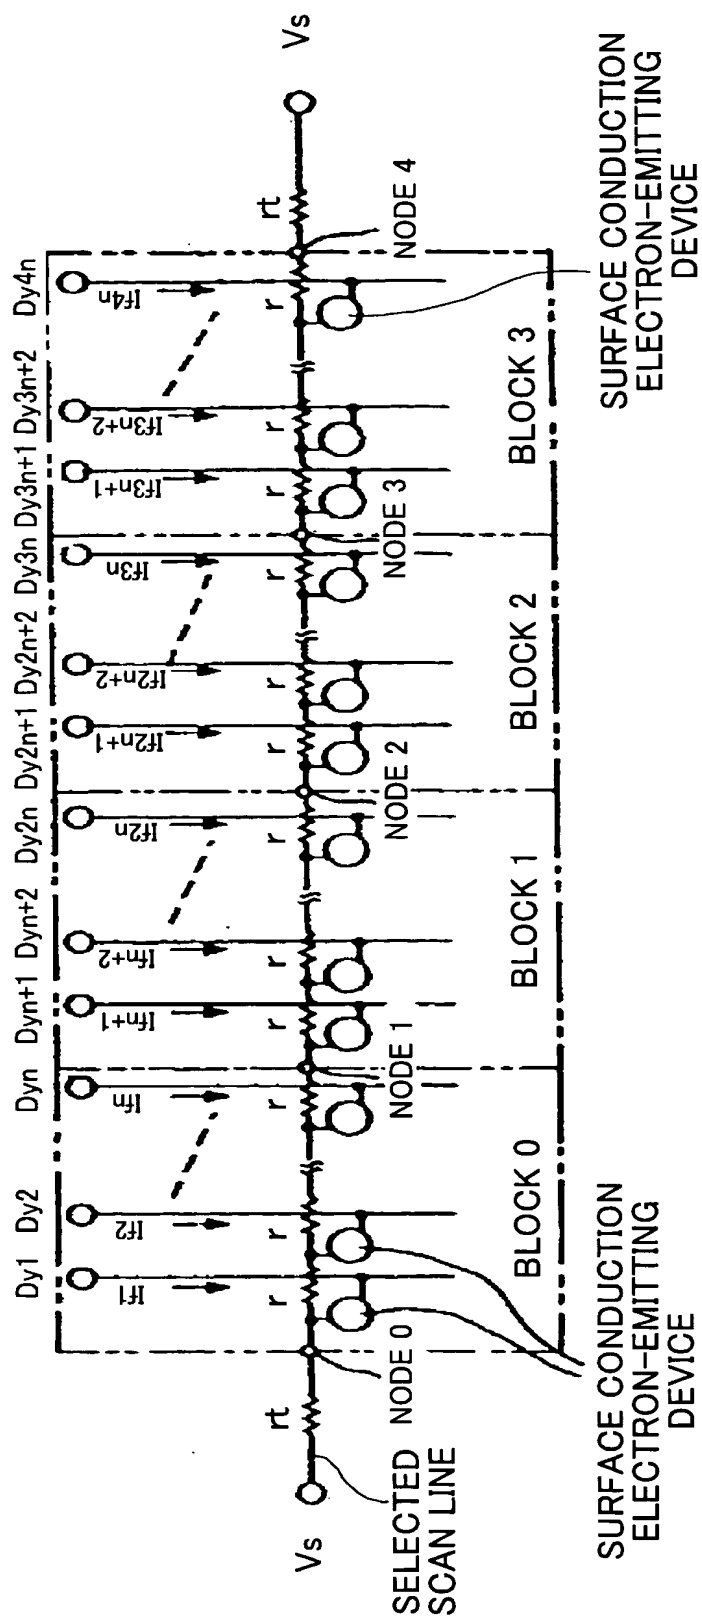 Dy1 Dy2 Dyn Dyn+1 Dyn+2 Dy2n Dy2n+1 Dy2n+2 Dy3n Dy3n+1 Dy3n+2 Dy4n
If1 If2 Ifn Ifn+1 Ifn+2 If2n If2n+1 If2n+2 If3n If3n+1 If3n+2 If4n
Vs rt r r r r r r r r r r r r rt Vs
NODE 0 NODE 1 NODE 2 NODE 3 NODE 4
SELECTED
SCAN LINE
BLOCK 0 BLOCK 1 BLOCK 2 BLOCK 3
SURFACE CONDUCTION
ELECTRON-EMITTING
DEVICE
SURFACE CONDUCTION
ELECTRON-EMITTING
DEVICE